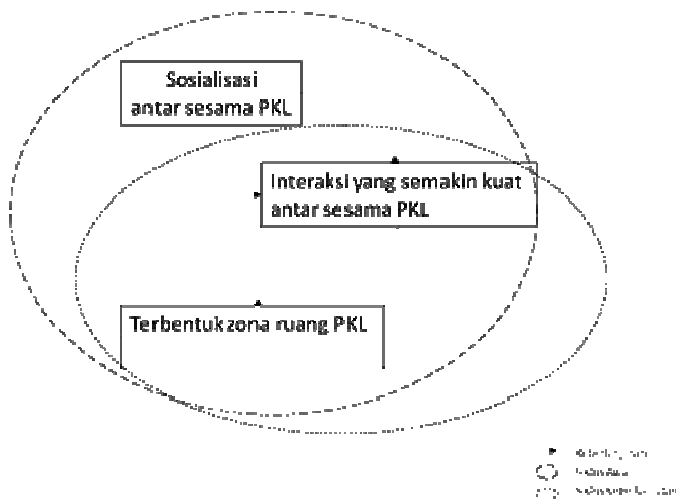 Sosialisasi
antar sesama PKL
Interaksi yang semakin kuat
antar sesama PKL
Terbentuk zona ruang PKL